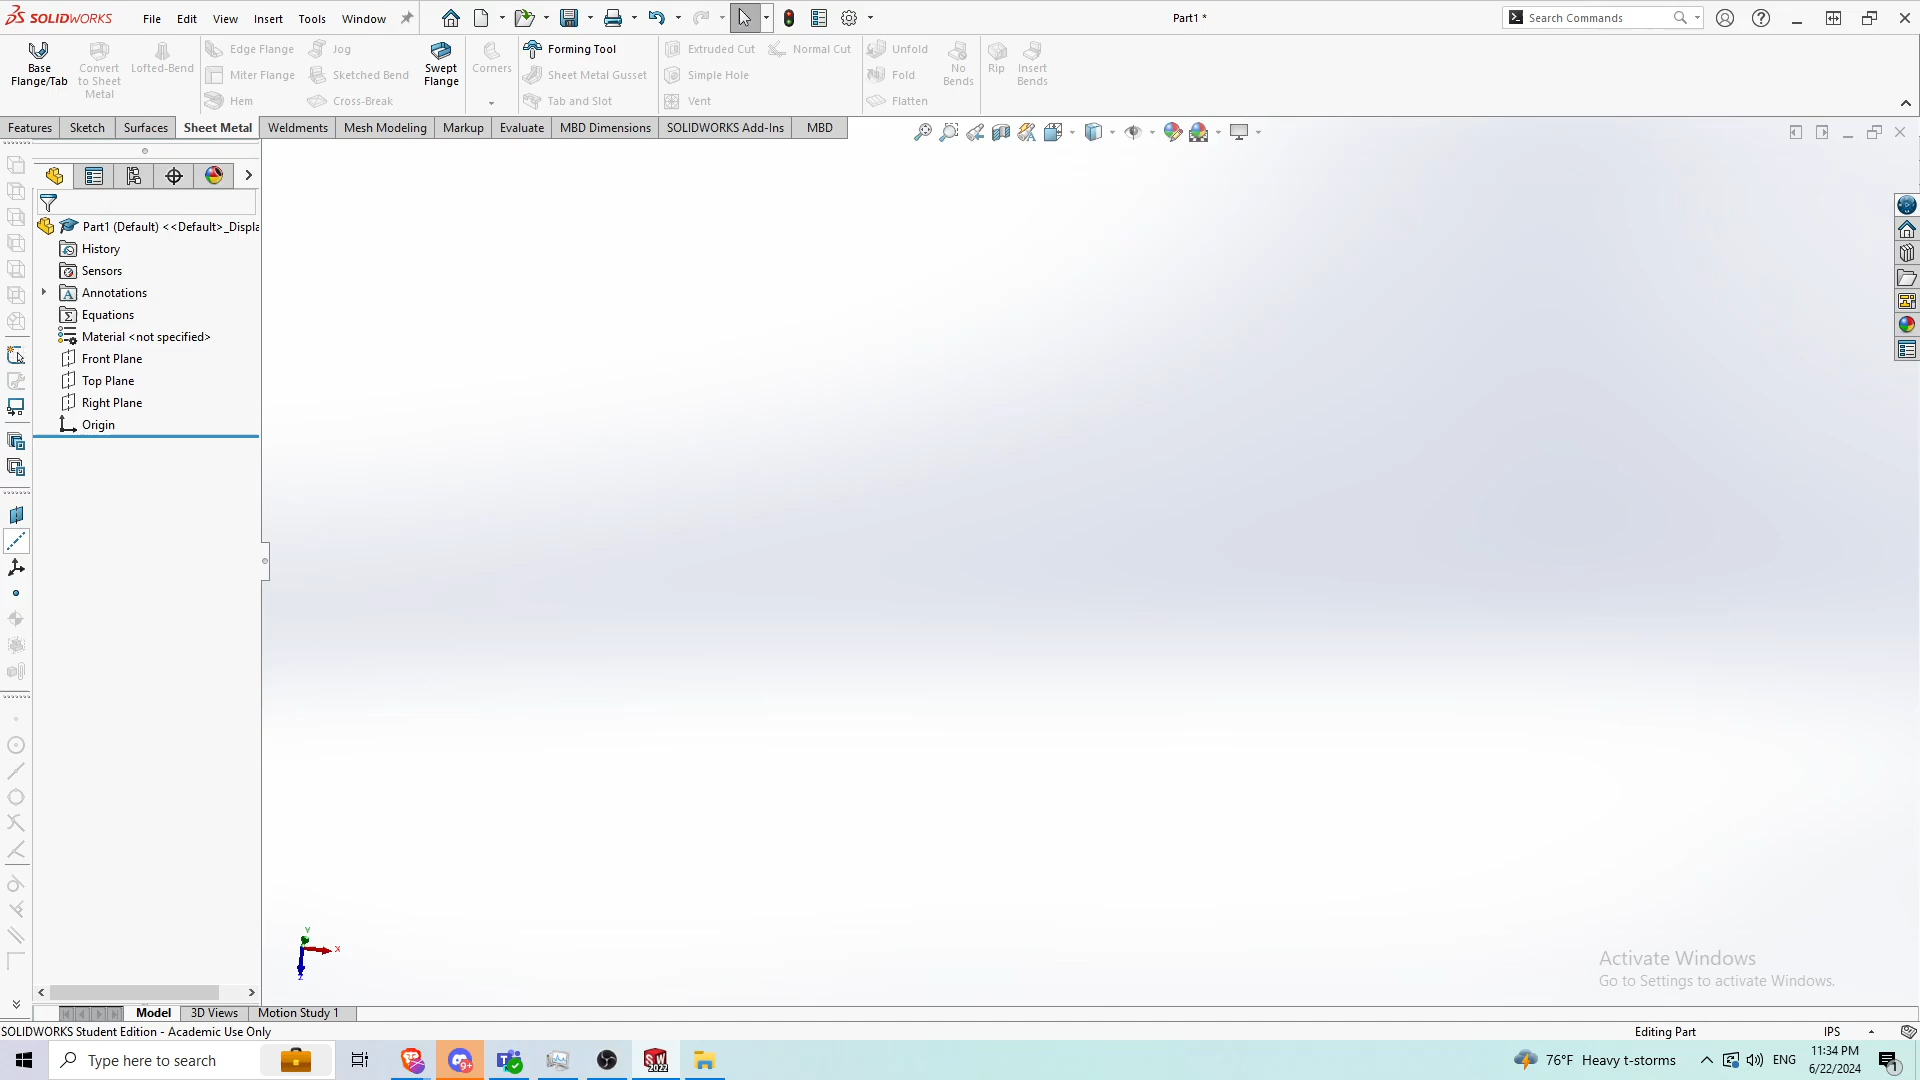 SOLIDWORKS File Edit View Insert Tools Window Part1 * Search Commands
Base Flange/Tab
Convert to Sheet Metal
Lofted-Bend
Edge Flange
Miter Flange
Hem
Jog
Sketched Bend
Cross-Break
Swept Flange
Corners
Forming Tool
Sheet Metal Gusset
Tab and Slot
Extruded Cut
Simple Hole
Vent
Normal Cut
Unfold
Fold
Flatten
No Bends
Rip
Insert Bends
Features Sketch Surfaces Sheet Metal Weldments Mesh Modeling Markup Evaluate MBD Dimensions SOLIDWORKS Add-Ins MBD
Part1 (Default) <<Default>_Displa
History
Sensors
Annotations
Equations
Material <not specified>
Front Plane
Top Plane
Right Plane
Origin
Y
X
Z
Activate Windows
Go to Settings to activate Windows.
Model 3D Views Motion Study 1
SOLIDWORKS Student Edition - Academic Use Only Editing Part IPS
Type here to search 9+ SW 2022 76°F Heavy t-storms ENG 11:34 PM
6/22/2024 1